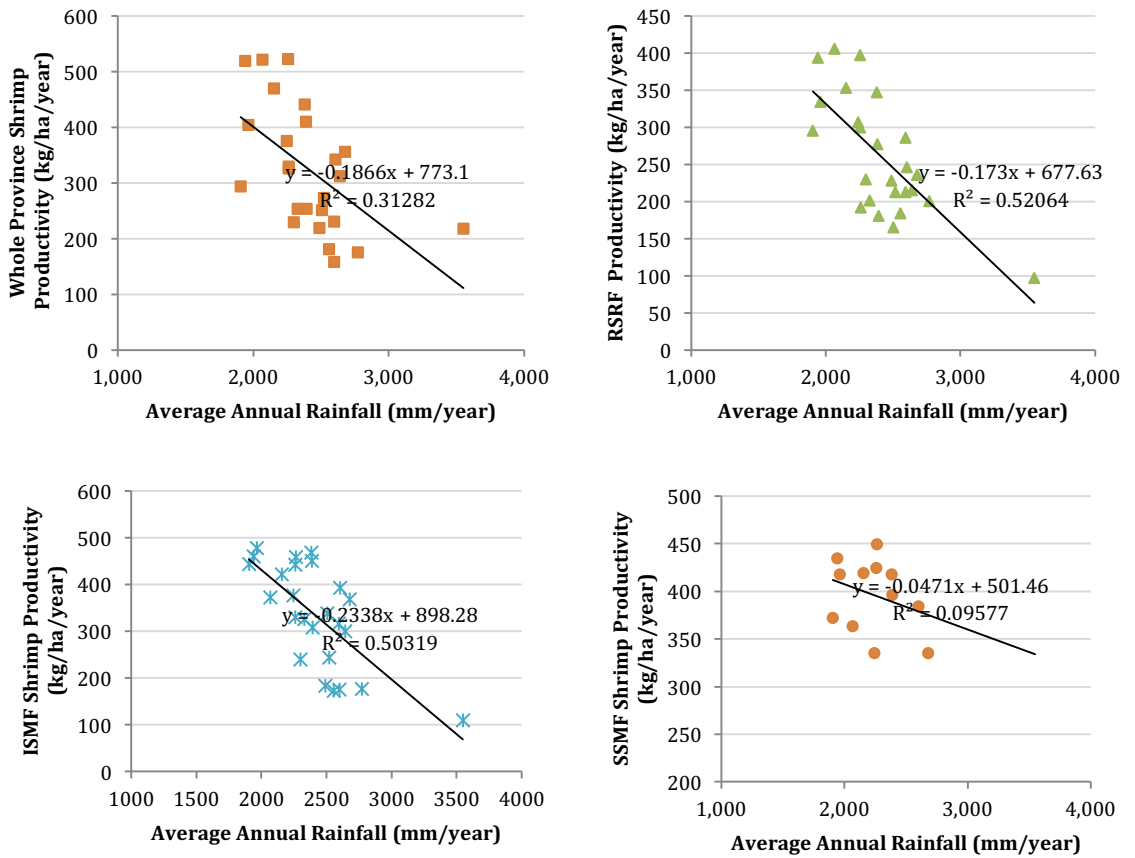 600
500
400
300
200
100
0
Whole Province Shrimp
Productivity (kg/ha/year)
y = -0.1866x + 773.1
R² = 0.31282
1,000 2,000 3,000 4,000
Average Annual Rainfall (mm/year)
450
400
350
300
250
200
150
100
50
0
RSRF Productivity (kg/ha/year)
y = -0.173x + 677.63
R² = 0.52064
1,000 2,000 3,000 4,000
Average Annual Rainfall (mm/year)
600
500
400
300
200
100
0
ISMF Shrimp Productivity
(kg/ha/year)
y = -0.2338x + 898.28
R² = 0.50319
1000 1500 2000 2500 3000 3500 4000
Average Annual Rainfall (mm/year)
500
450
400
350
300
250
200
SSMF Shrimp Productivity
(kg/ha/year)
y = -0.0471x + 501.46
R² = 0.09577
1,000 2,000 3,000 4,000
Average Annual Rainfall (mm/year)